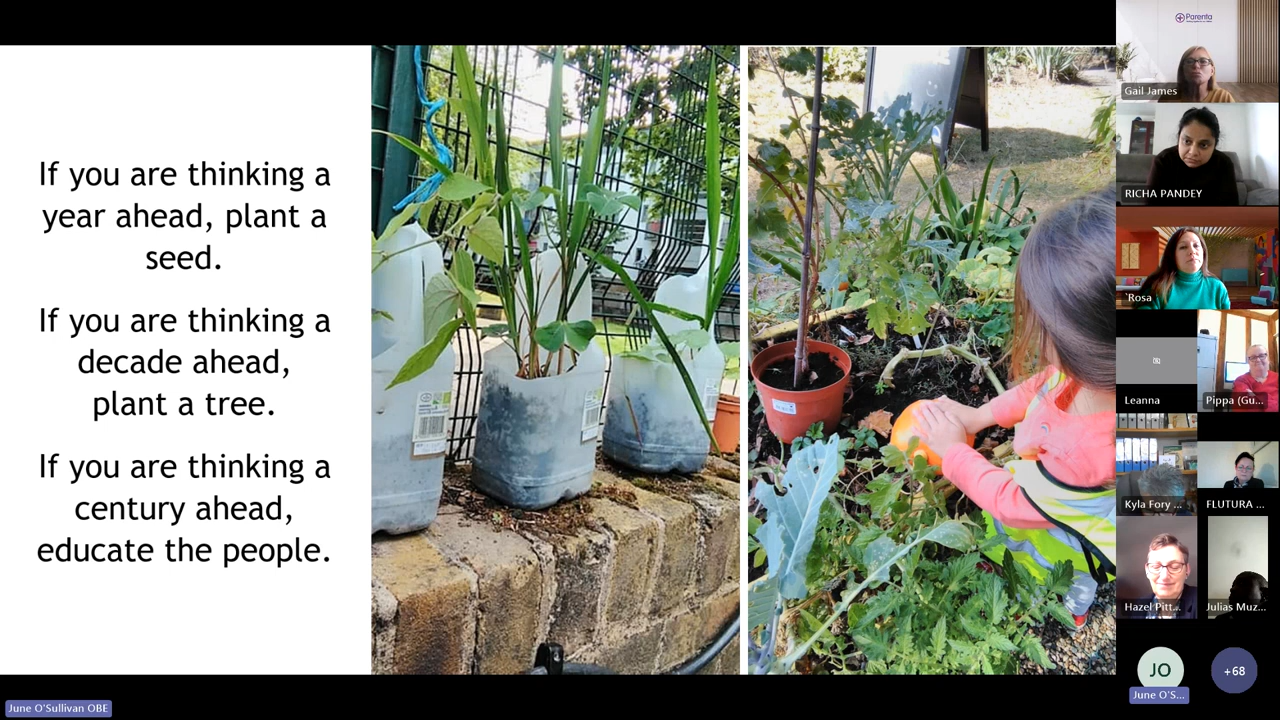 If you are thinking a
year ahead, plant a
seed.
If you are thinking a
decade ahead,
plant a tree.
If you are thinking a
century ahead,
educate the people.
Parenta
Gail James
RICHA PANDEY
`Rosa
Leanna
Pippa (Gu...
Kyla Fory ...
FLUTURA ...
Hazel Pitt...
Julias Muz...
JO
+68
June O'S...
June O'Sullivan OBE